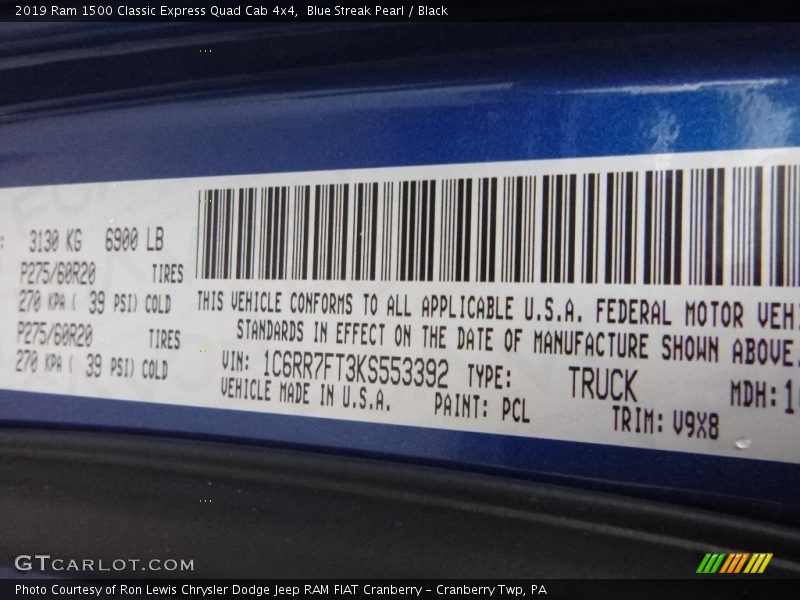 2019 Ram 1500 Classic Express Quad Cab 4x4,  Blue Streak Pearl / Black
3130 KG 6900 LB
P275/60R20 TIRES
270 KPA ( 39 PSI) COLD
P275/60R20 TIRES
270 KPA ( 39 PSI) COLD
THIS VEHICLE CONFORMS TO ALL APPLICABLE U.S.A. FEDERAL MOTOR VEH
STANDARDS IN EFFECT ON THE DATE OF MANUFACTURE SHOWN ABOVE.
VIN: 1C6RR7FT3KS553392 TYPE: TRUCK MDH: 1
VEHICLE MADE IN U.S.A. PAINT: PCL TRIM: V9X8
GTCARLOT.COM
Photo Courtesy of Ron Lewis Chrysler Dodge Jeep RAM FIAT Cranberry – Cranberry Twp, PA